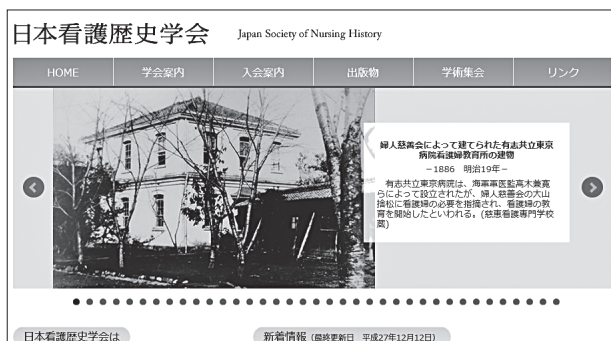 日本看護歴史学会 Japan Society of Nursing History
HOME 学会案内 入会案内 出版物 学術集会 リンク
婦人慈善会によって建てられた有志共立東京
病院看護婦教育所の建物
－1886 明治19年－
有志共立東京病院は、海軍軍医監高木兼寛
らによって設立されたが、婦人慈善会の大山
捨松に看護婦の必要を指摘され、看護婦の教
育を開始したといわれる。(慈恵看護専門学校
蔵)
日本看護歴史学会は 新着情報 (最終更新日 平成27年12月12日)